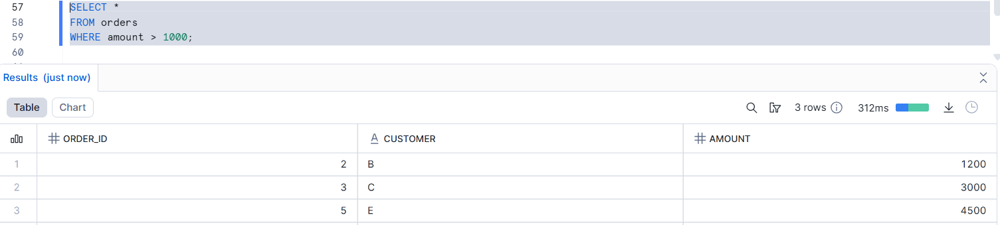 57 SELECT *
58 FROM orders
59 WHERE amount > 1000;
60
Results (just now)
Table Chart 3 rows 312ms
ORDER_ID CUSTOMER AMOUNT
1 2 B 1200
2 3 C 3000
3 5 E 4500